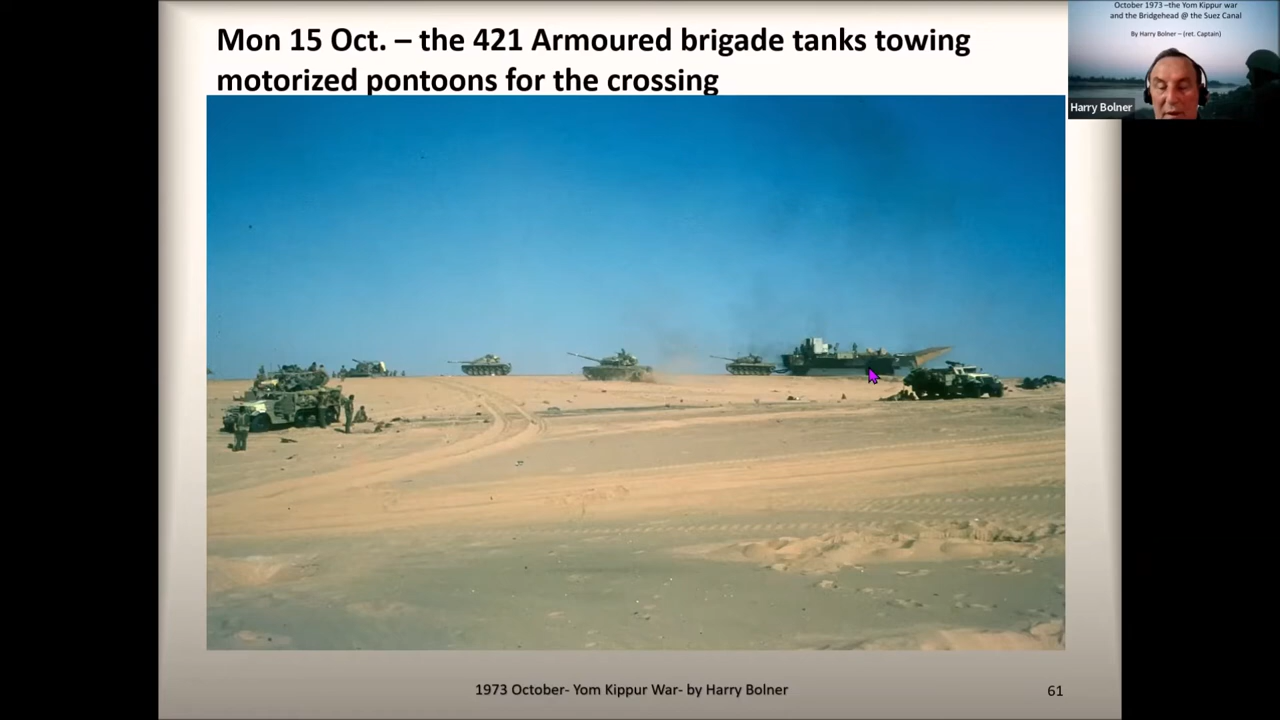 Mon 15 Oct. – the 421 Armoured brigade tanks towing
motorized pontoons for the crossing
October 1973 –the Yom Kippur war
and the Bridgehead @ the Suez Canal
By Harry Bolner – (ret. Captain)
Harry Bolner
1973 October- Yom Kippur War- by Harry Bolner
61